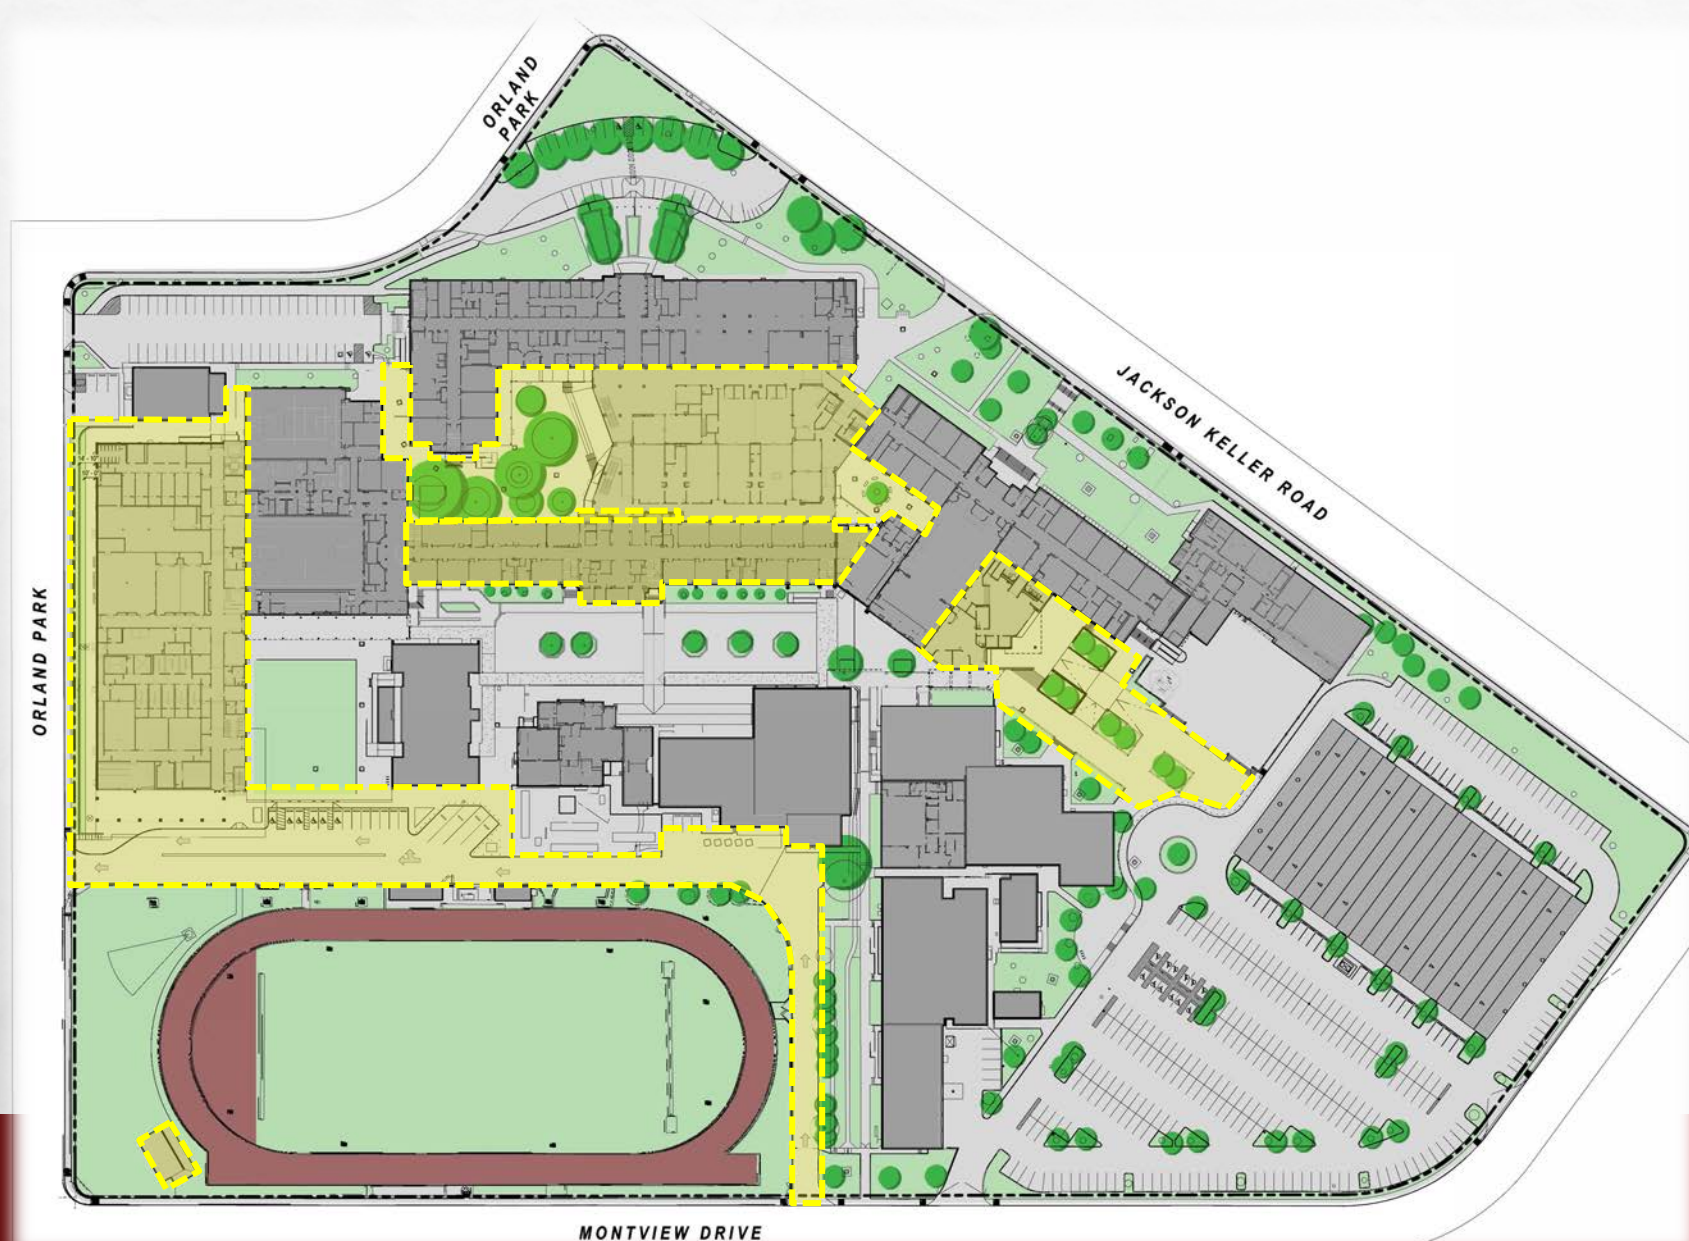 ORLAND
PARK
JACKSON KELLER ROAD
ORLAND PARK
MONTVIEW DRIVE